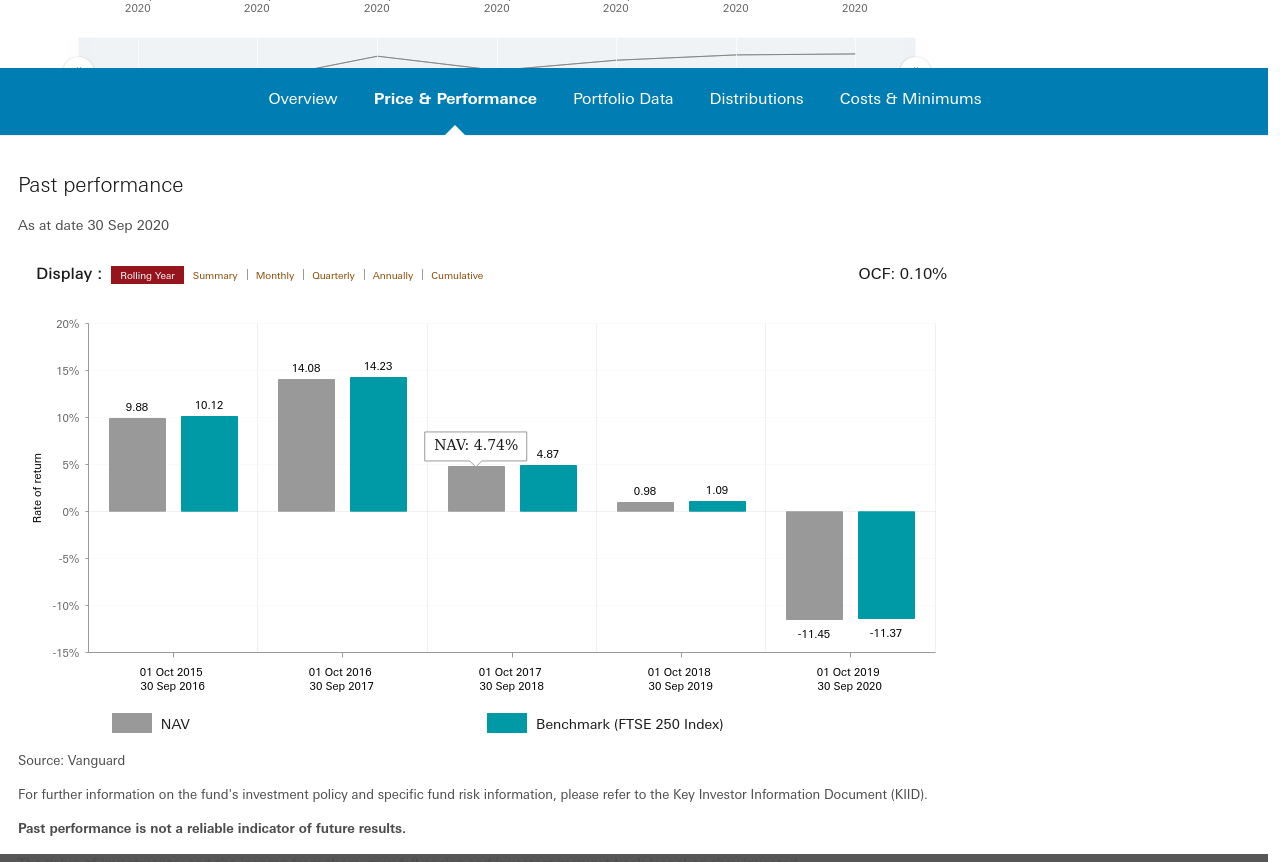 2020 2020 2020 2020 2020 2020 2020
Overview Price & Performance Portfolio Data Distributions Costs & Minimums
Past performance
As at date 30 Sep 2020
Display : Rolling Year Summary Monthly Quarterly Annually Cumulative OCF: 0.10%
20%
15%
10%
5%
0%
-5%
-10%
-15%
Rate of return
9.88 10.12
14.08 14.23
NAV: 4.74% 4.87
0.98 1.09
-11.45 -11.37
01 Oct 2015 01 Oct 2016 01 Oct 2017 01 Oct 2018 01 Oct 2019
30 Sep 2016 30 Sep 2017 30 Sep 2018 30 Sep 2019 30 Sep 2020
NAV Benchmark (FTSE 250 Index)
Source: Vanguard
For further information on the fund's investment policy and specific fund risk information, please refer to the Key Investor Information Document (KIID).
Past performance is not a reliable indicator of future results.